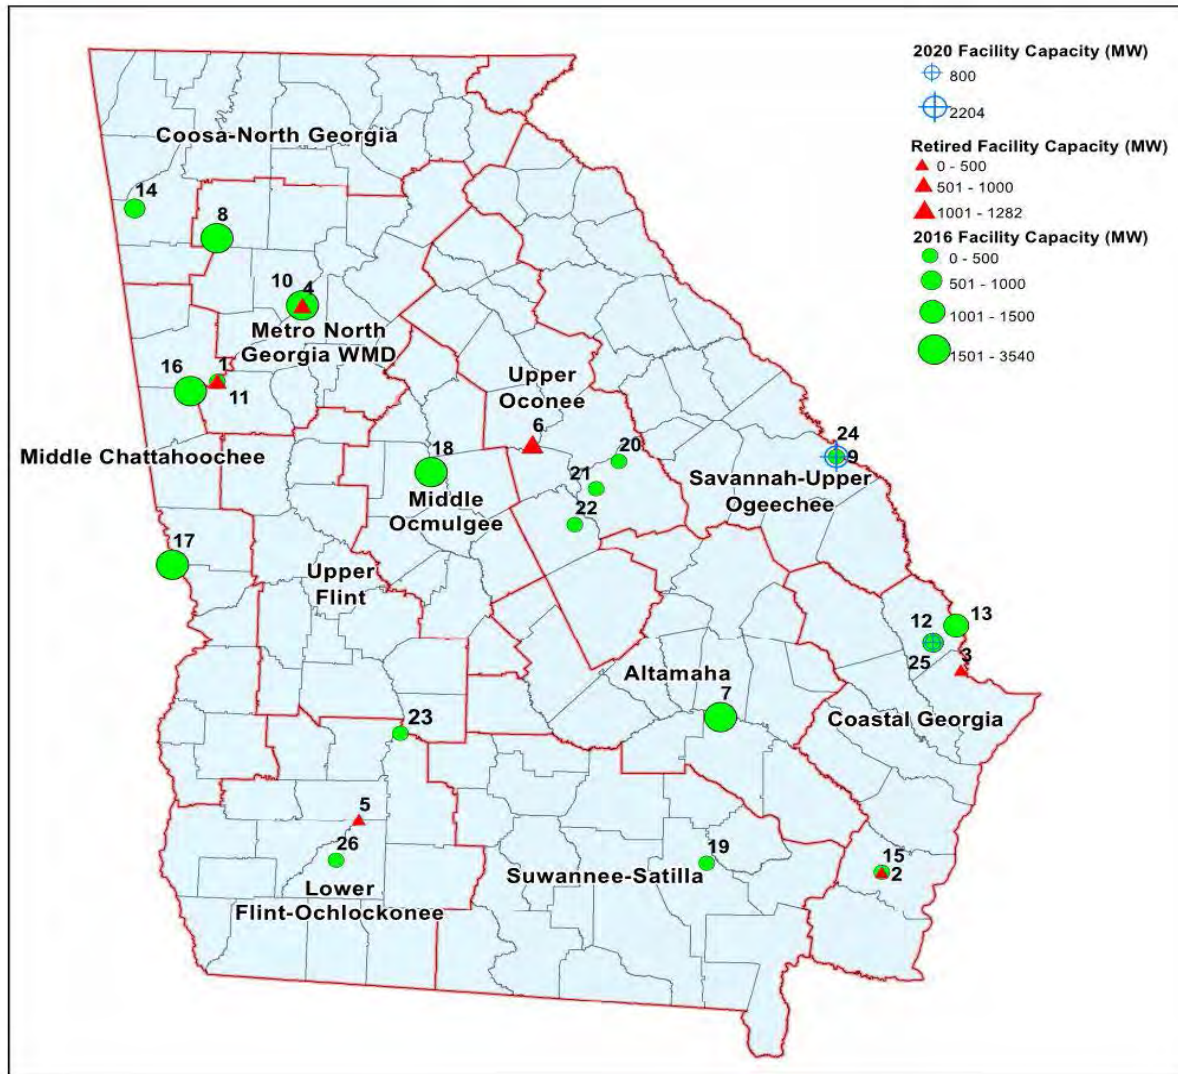 2020 Facility Capacity (MW)
800
2204
Retired Facility Capacity (MW)
0 - 500
501 - 1000
1001 - 1282
2016 Facility Capacity (MW)
0 - 500
501 - 1000
1001 - 1500
1501 - 3540
Coosa-North Georgia
14
8
10
4
Metro North
Georgia WMD
16
1
11
Upper
Oconee
6
20
24
9
Middle Chattahoochee
18
21
Savannah-Upper
Ogeechee
Middle
Ocmulgee
22
17
Upper
Flint
12
13
25
3
Altamaha
7
23
Coastal Georgia
5
26
19
15
2
Suwannee-Satilla
Lower
Flint-Ochlockonee